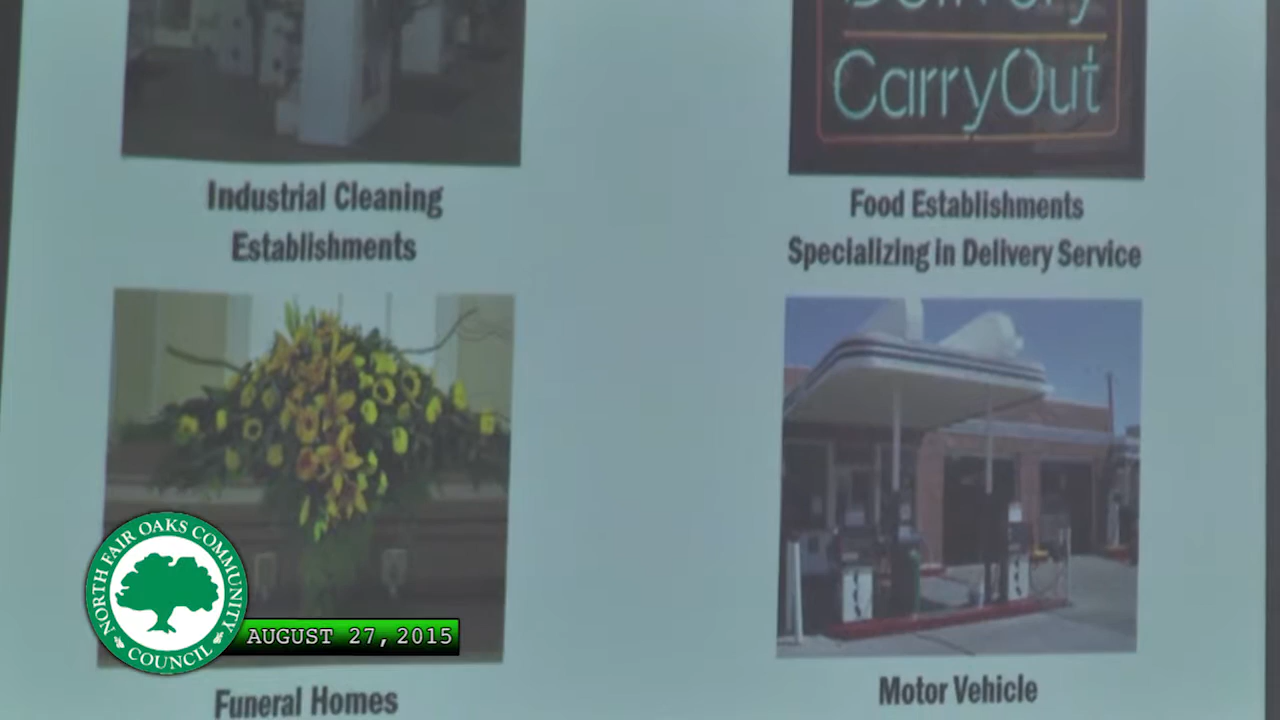 Delivery
CarryOut
Industrial Cleaning
Establishments
Food Establishments
Specializing in Delivery Service
NORTH FAIR OAKS COMMUNITY
COUNCIL
AUGUST 27, 2015
Funeral Homes
Motor Vehicle